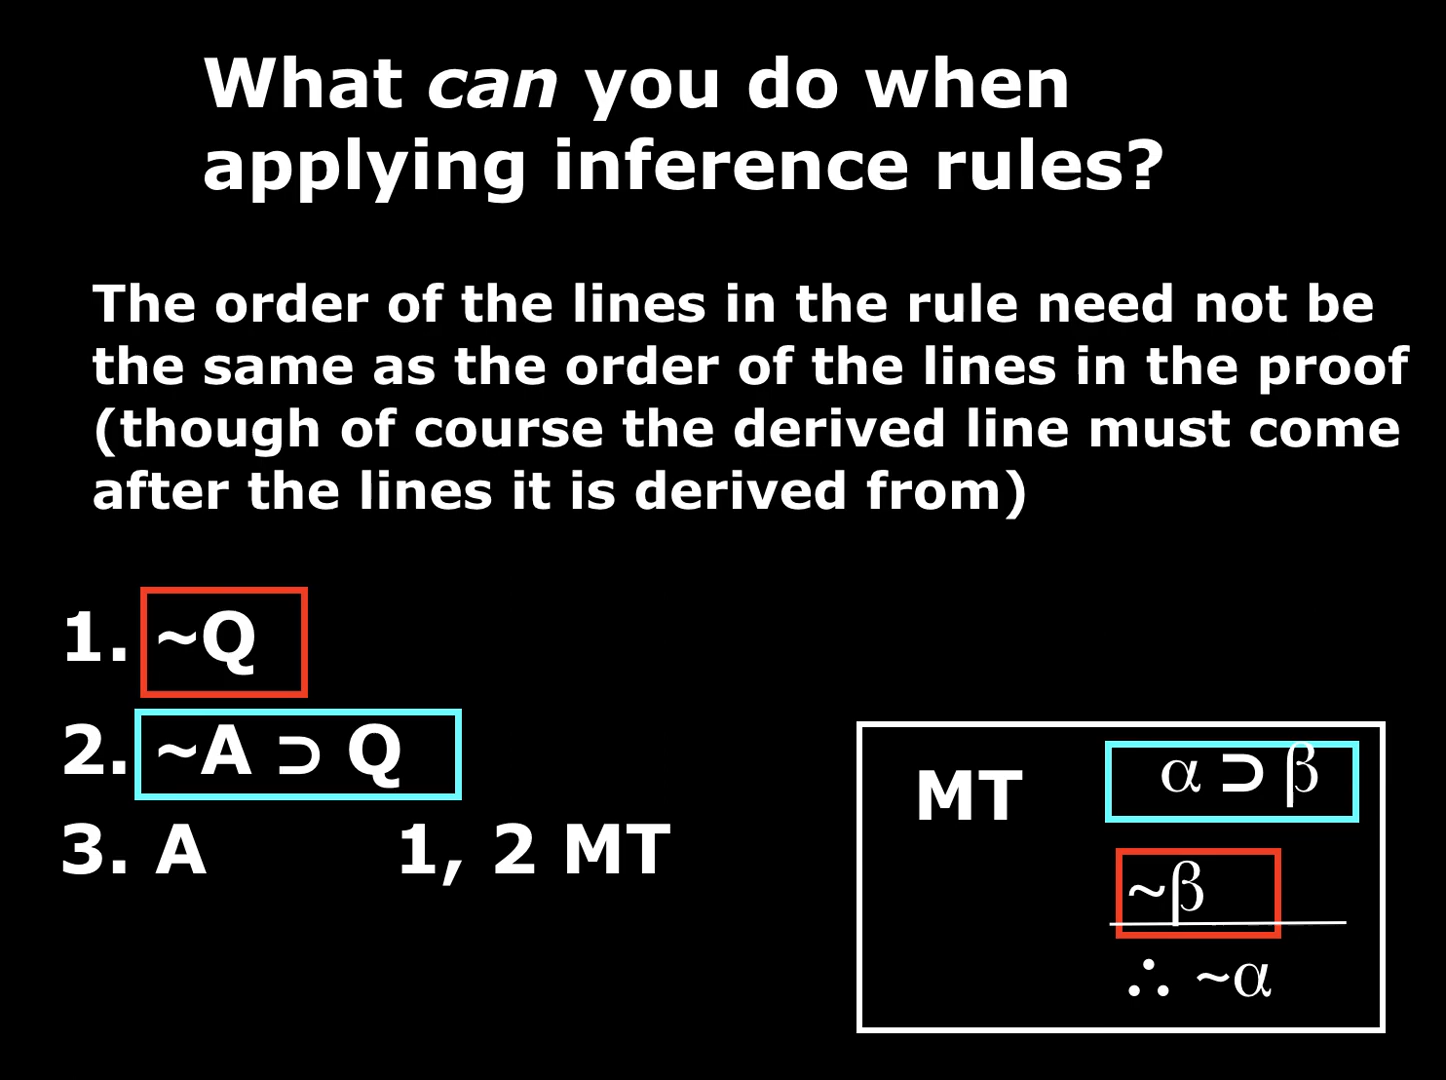 What can you do when
applying inference rules?
The order of the lines in the rule need not be
the same as the order of the lines in the proof
(though of course the derived line must come
after the lines it is derived from)
1. ~Q
2. ~A ⊃ Q
3. A 1, 2 MT
MT α ⊃ β
~β
∴ ~α